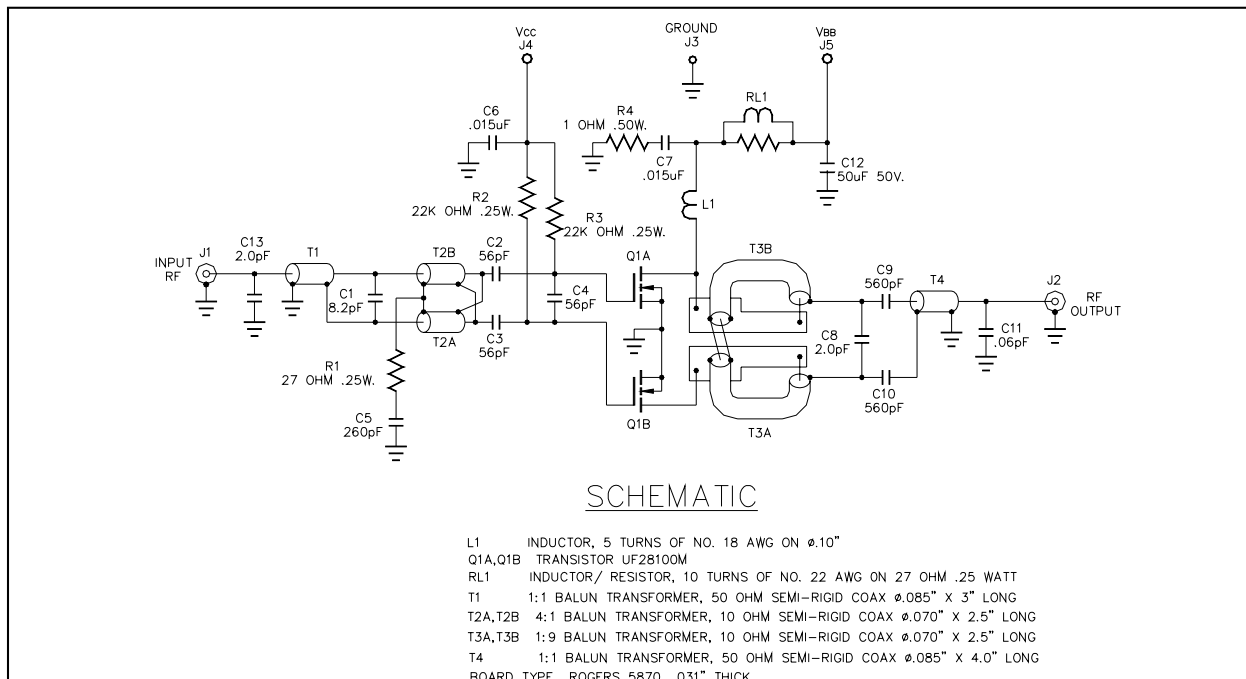 Vcc
J4
GROUND
J3
VBB
J5
RL1
C6
.015uF
R4
1 OHM .50W.
C7
.015uF
C12
50uF 50V.
R2
22K OHM .25W.
L1
R3
22K OHM .25W.
INPUT
RF
J1
C13
2.0pF
T1
T2B
C2
56pF
Q1A
T3B
C9
560pF
T4
J2
RF
OUTPUT
C1
8.2pF
C4
56pF
T2A
C3
56pF
C8
2.0pF
C11
.06pF
R1
27 OHM .25W.
C10
560pF
C5
260pF
Q1B
T3A
SCHEMATIC
L1 INDUCTOR, 5 TURNS OF NO. 18 AWG ON ø.10"
Q1A,Q1B TRANSISTOR UF28100M
RL1 INDUCTOR/ RESISTOR, 10 TURNS OF NO. 22 AWG ON 27 OHM .25 WATT
T1 1:1 BALUN TRANSFORMER, 50 OHM SEMI-RIGID COAX ø.085" X 3" LONG
T2A,T2B 4:1 BALUN TRANSFORMER, 10 OHM SEMI-RIGID COAX ø.070" X 2.5" LONG
T3A,T3B 1:9 BALUN TRANSFORMER, 10 OHM SEMI-RIGID COAX ø.070" X 2.5" LONG
T4 1:1 BALUN TRANSFORMER, 50 OHM SEMI-RIGID COAX ø.085" X 4.0" LONG
BOARD TYPE ROGERS 5870 .031" THICK